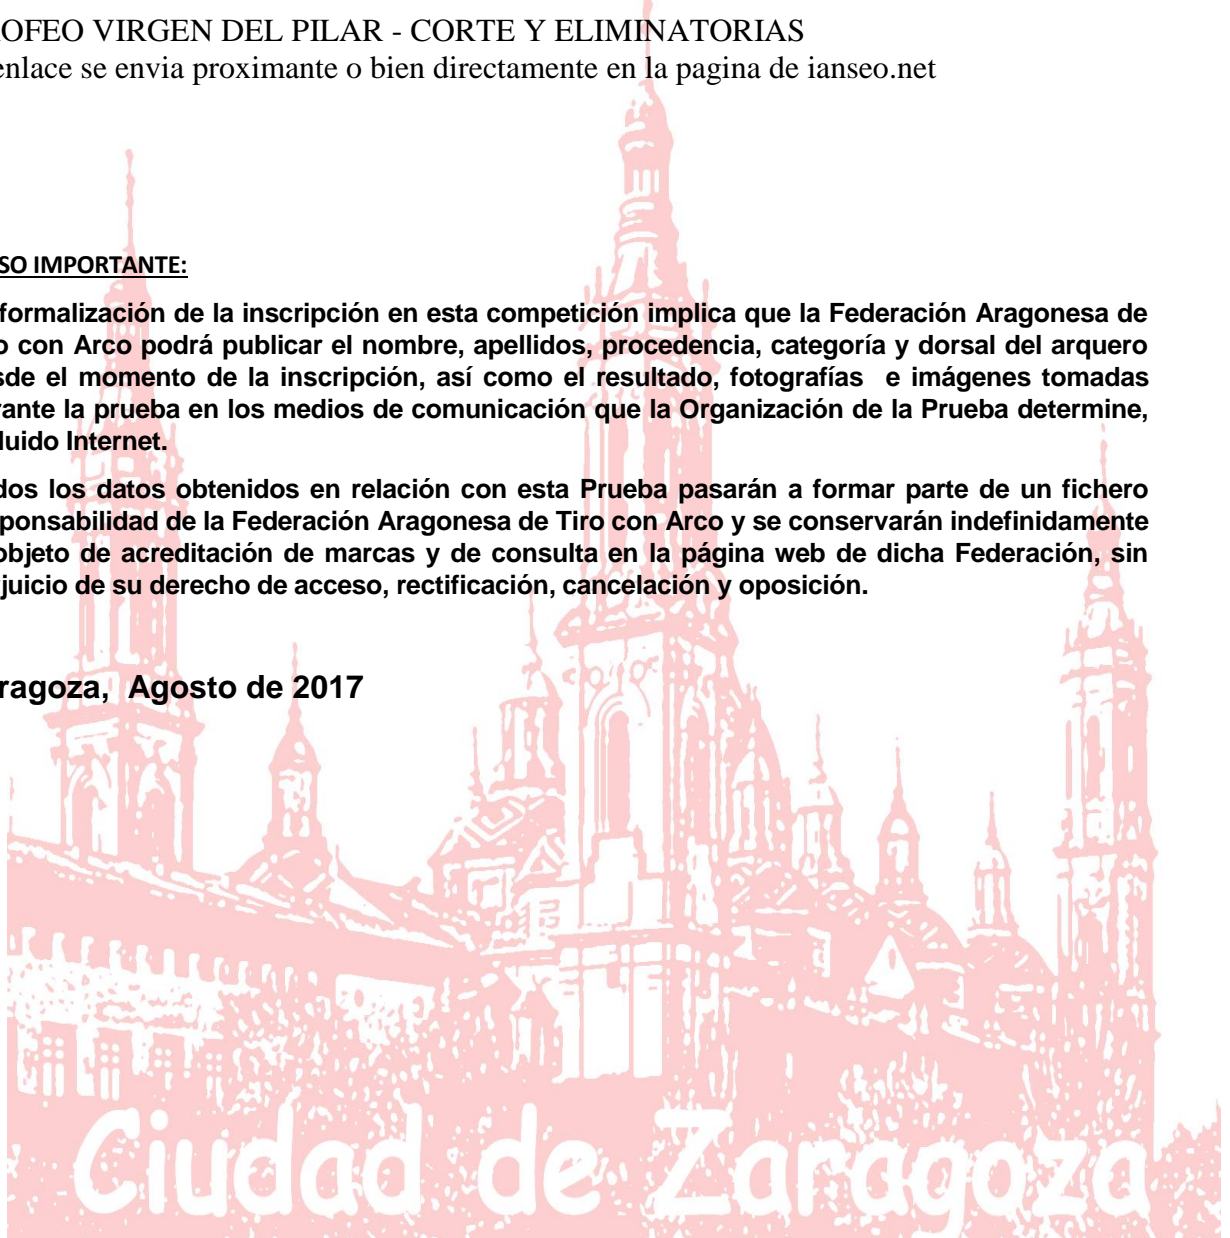 OFEO VIRGEN DEL PILAR - CORTE Y ELIMINATORIAS
enlace se envia proximante o bien directamente en la pagina de ianseo.net
SO IMPORTANTE:
formalización de la inscripción en esta competición implica que la Federación Aragonesa de
o con Arco podrá publicar el nombre, apellidos, procedencia, categoría y dorsal del arquero
sde el momento de la inscripción, así como el resultado, fotografías e imágenes tomadas
rante la prueba en los medios de comunicación que la Organización de la Prueba determine,
luido Internet.
dos los datos obtenidos en relación con esta Prueba pasarán a formar parte de un fichero
sponsabilidad de la Federación Aragonesa de Tiro con Arco y se conservarán indefinidamente
objeto de acreditación de marcas y de consulta en la página web de dicha Federación, sin
juicio de su derecho de acceso, rectificación, cancelación y oposición.
ragoza, Agosto de 2017
Ciudad de Zaragoza